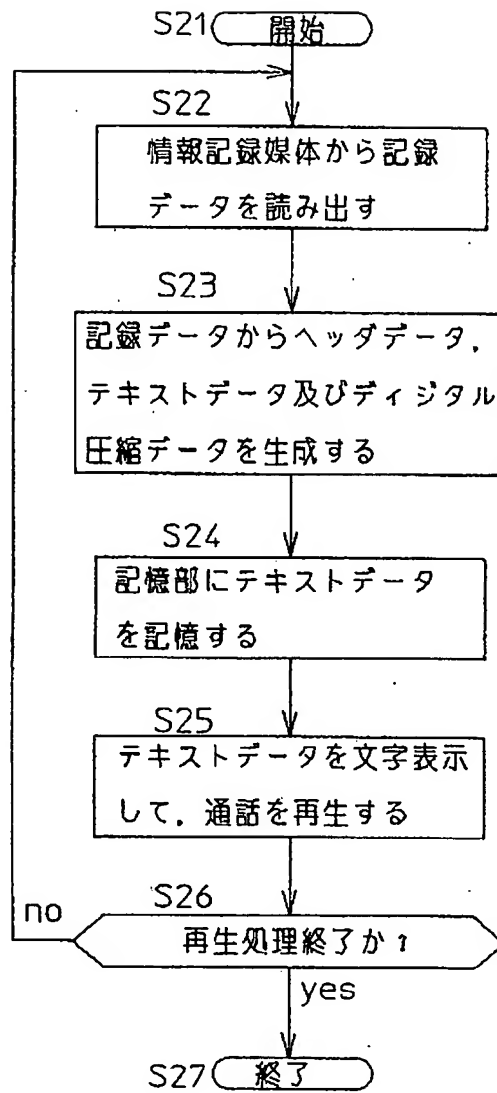 S21 開始
S22
情報記録媒体から記録
データを読み出す
S23
記録データからヘッダデータ,
テキストデータ及びディジタル
圧縮データを生成する
S24
記憶部にテキストデータ
を記憶する
S25
テキストデータを文字表示
して,通話を再生する
S26
no
再生処理終了か?
yes
S27 終了